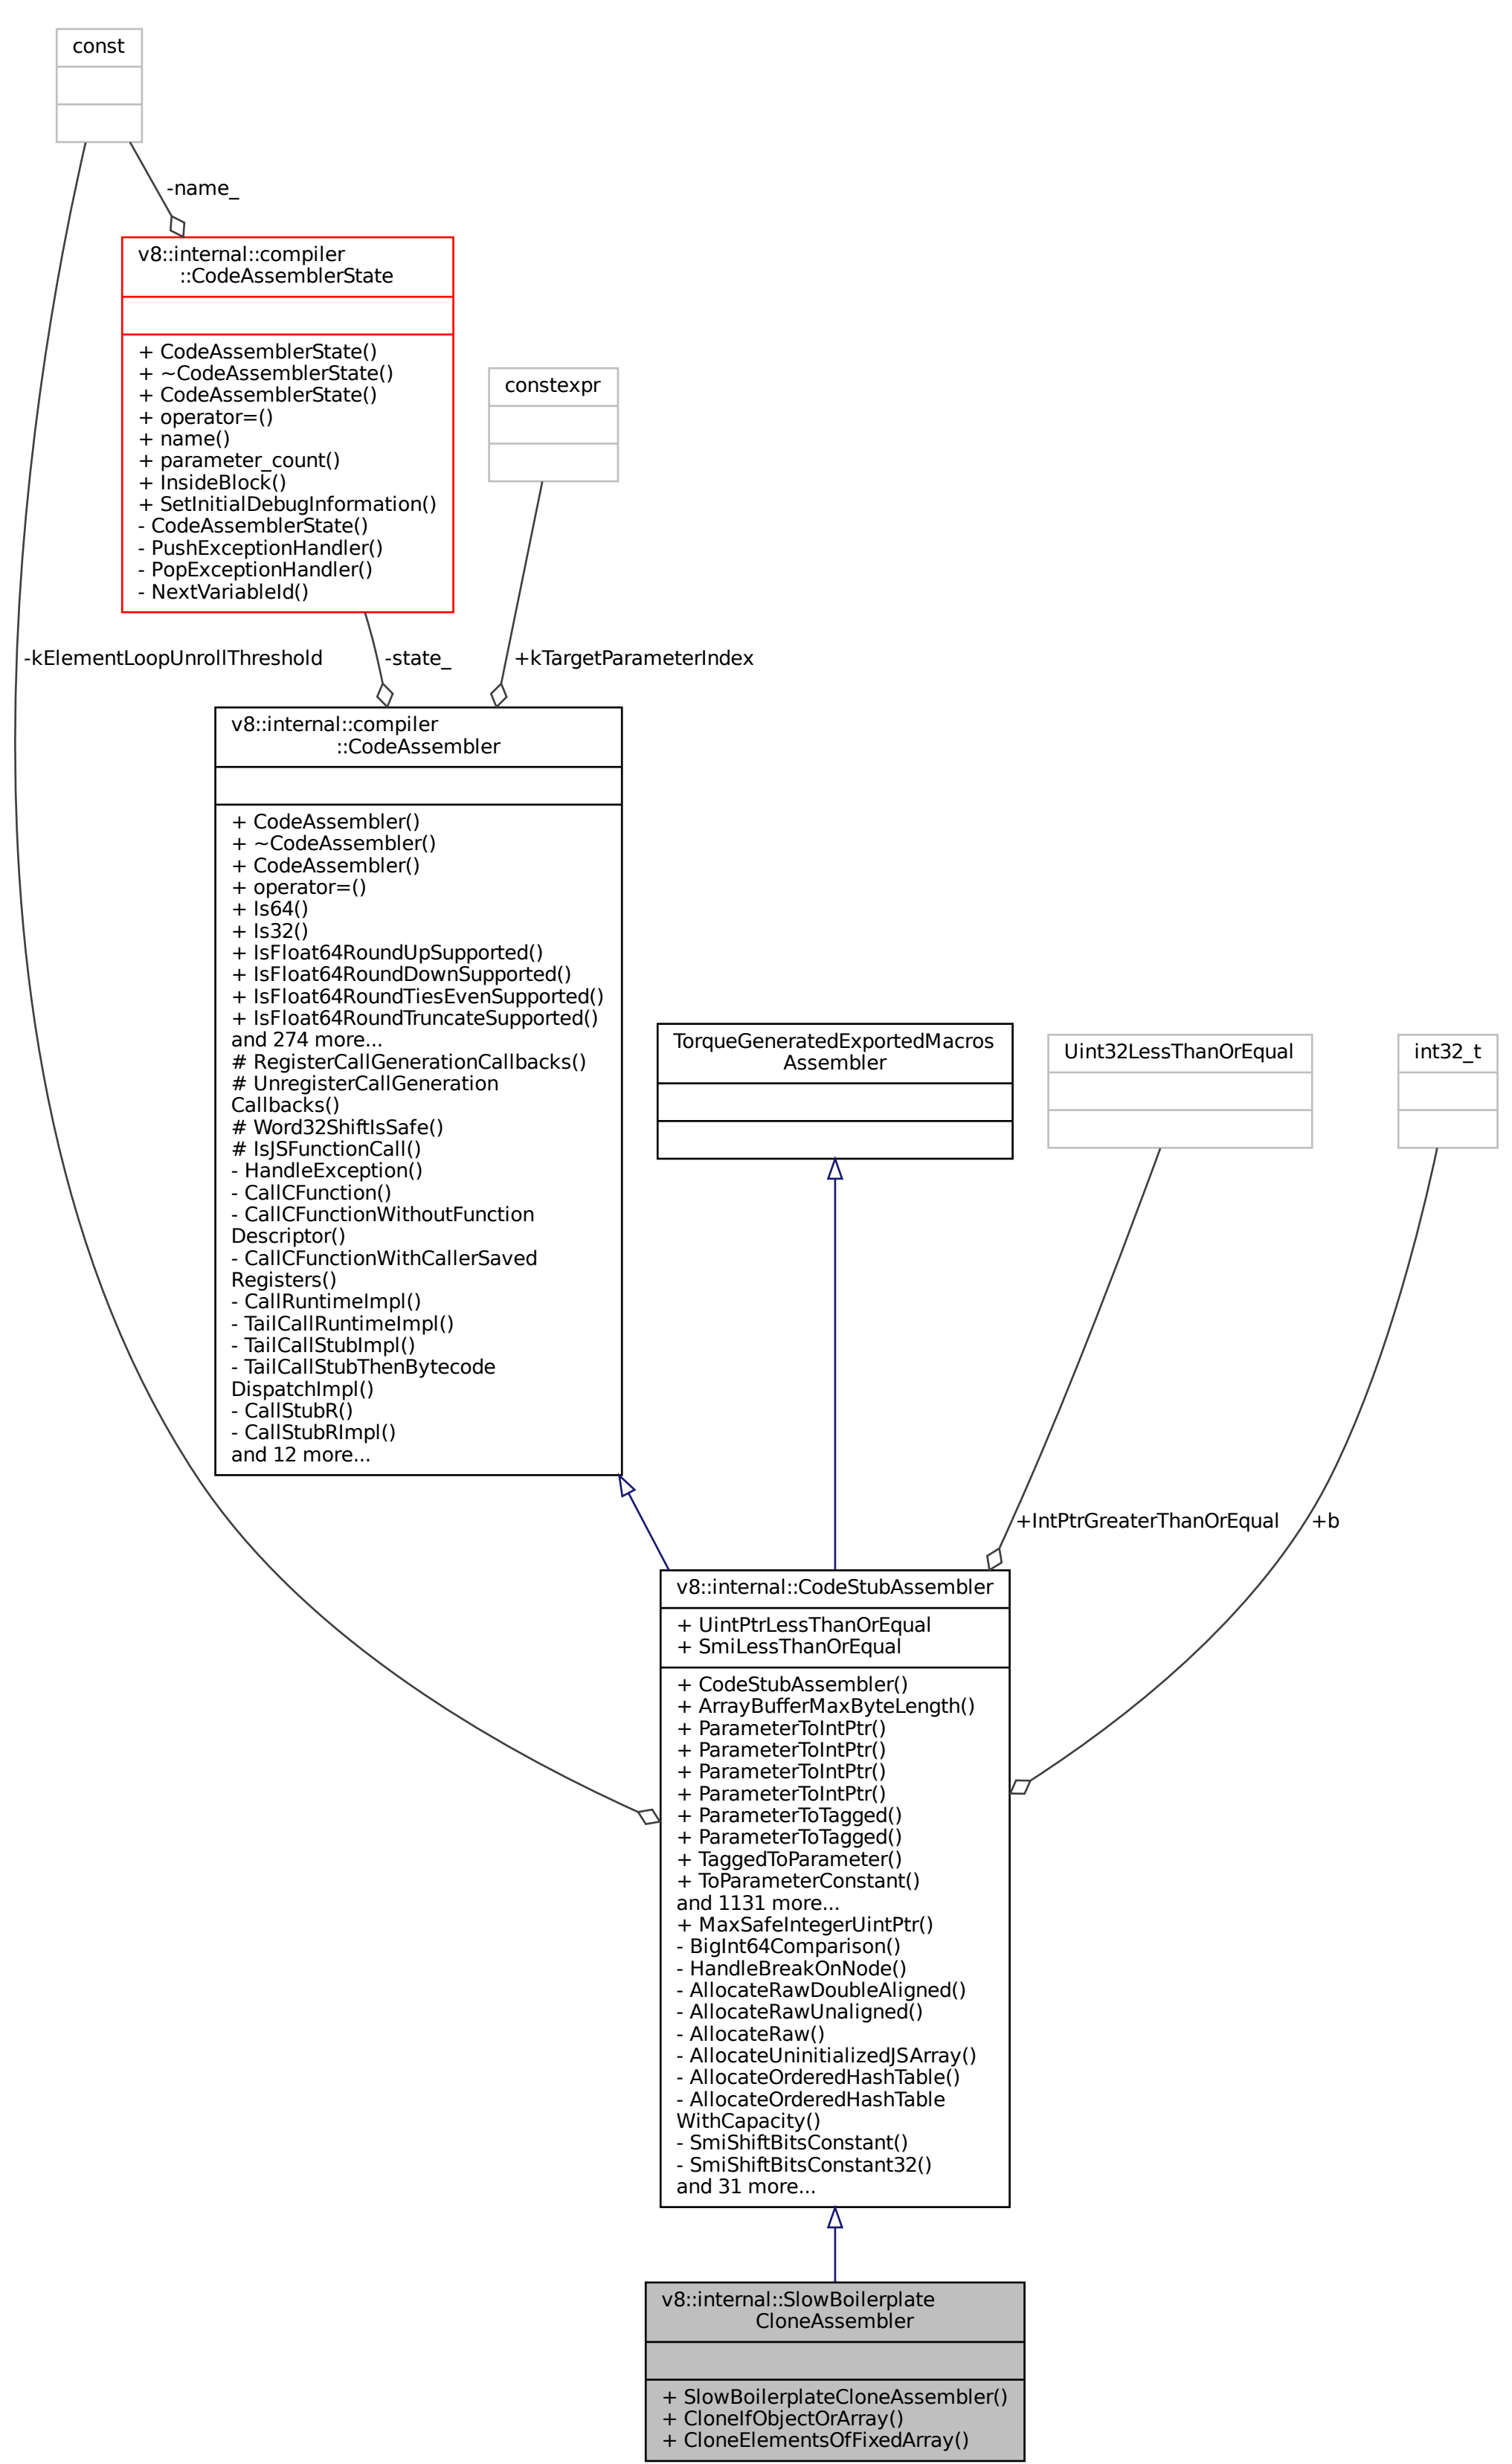 const
-name_
v8::internal::compiler
::CodeAssemblerState
+ CodeAssemblerState()
+ ~CodeAssemblerState()
+ CodeAssemblerState()
+ operator=()
+ name()
+ parameter_count()
+ InsideBlock()
+ SetInitialDebugInformation()
- CodeAssemblerState()
- PushExceptionHandler()
- PopExceptionHandler()
- NextVariableId()
constexpr
-kElementLoopUnrollThreshold
-state_
+kTargetParameterIndex
v8::internal::compiler
::CodeAssembler
+ CodeAssembler()
+ ~CodeAssembler()
+ CodeAssembler()
+ operator=()
+ Is64()
+ Is32()
+ IsFloat64RoundUpSupported()
+ IsFloat64RoundDownSupported()
+ IsFloat64RoundTiesEvenSupported()
+ IsFloat64RoundTruncateSupported()
and 274 more...
# RegisterCallGenerationCallbacks()
# UnregisterCallGeneration
Callbacks()
# Word32ShiftIsSafe()
# IsJSFunctionCall()
- HandleException()
- CallCFunction()
- CallCFunctionWithoutFunction
Descriptor()
- CallCFunctionWithCallerSaved
Registers()
- CallRuntimeImpl()
- TailCallRuntimeImpl()
- TailCallStubImpl()
- TailCallStubThenBytecode
DispatchImpl()
- CallStubR()
- CallStubRImpl()
and 12 more...
TorqueGeneratedExportedMacros
Assembler
Uint32LessThanOrEqual
int32_t
+IntPtrGreaterThanOrEqual
+b
v8::internal::CodeStubAssembler
+ UintPtrLessThanOrEqual
+ SmiLessThanOrEqual
+ CodeStubAssembler()
+ ArrayBufferMaxByteLength()
+ ParameterToIntPtr()
+ ParameterToIntPtr()
+ ParameterToIntPtr()
+ ParameterToIntPtr()
+ ParameterToTagged()
+ ParameterToTagged()
+ TaggedToParameter()
+ ToParameterConstant()
and 1131 more...
+ MaxSafeIntegerUintPtr()
- BigInt64Comparison()
- HandleBreakOnNode()
- AllocateRawDoubleAligned()
- AllocateRawUnaligned()
- AllocateRaw()
- AllocateUninitializedJSArray()
- AllocateOrderedHashTable()
- AllocateOrderedHashTable
WithCapacity()
- SmiShiftBitsConstant()
- SmiShiftBitsConstant32()
and 31 more...
v8::internal::SlowBoilerplate
CloneAssembler
+ SlowBoilerplateCloneAssembler()
+ CloneIfObjectOrArray()
+ CloneElementsOfFixedArray()